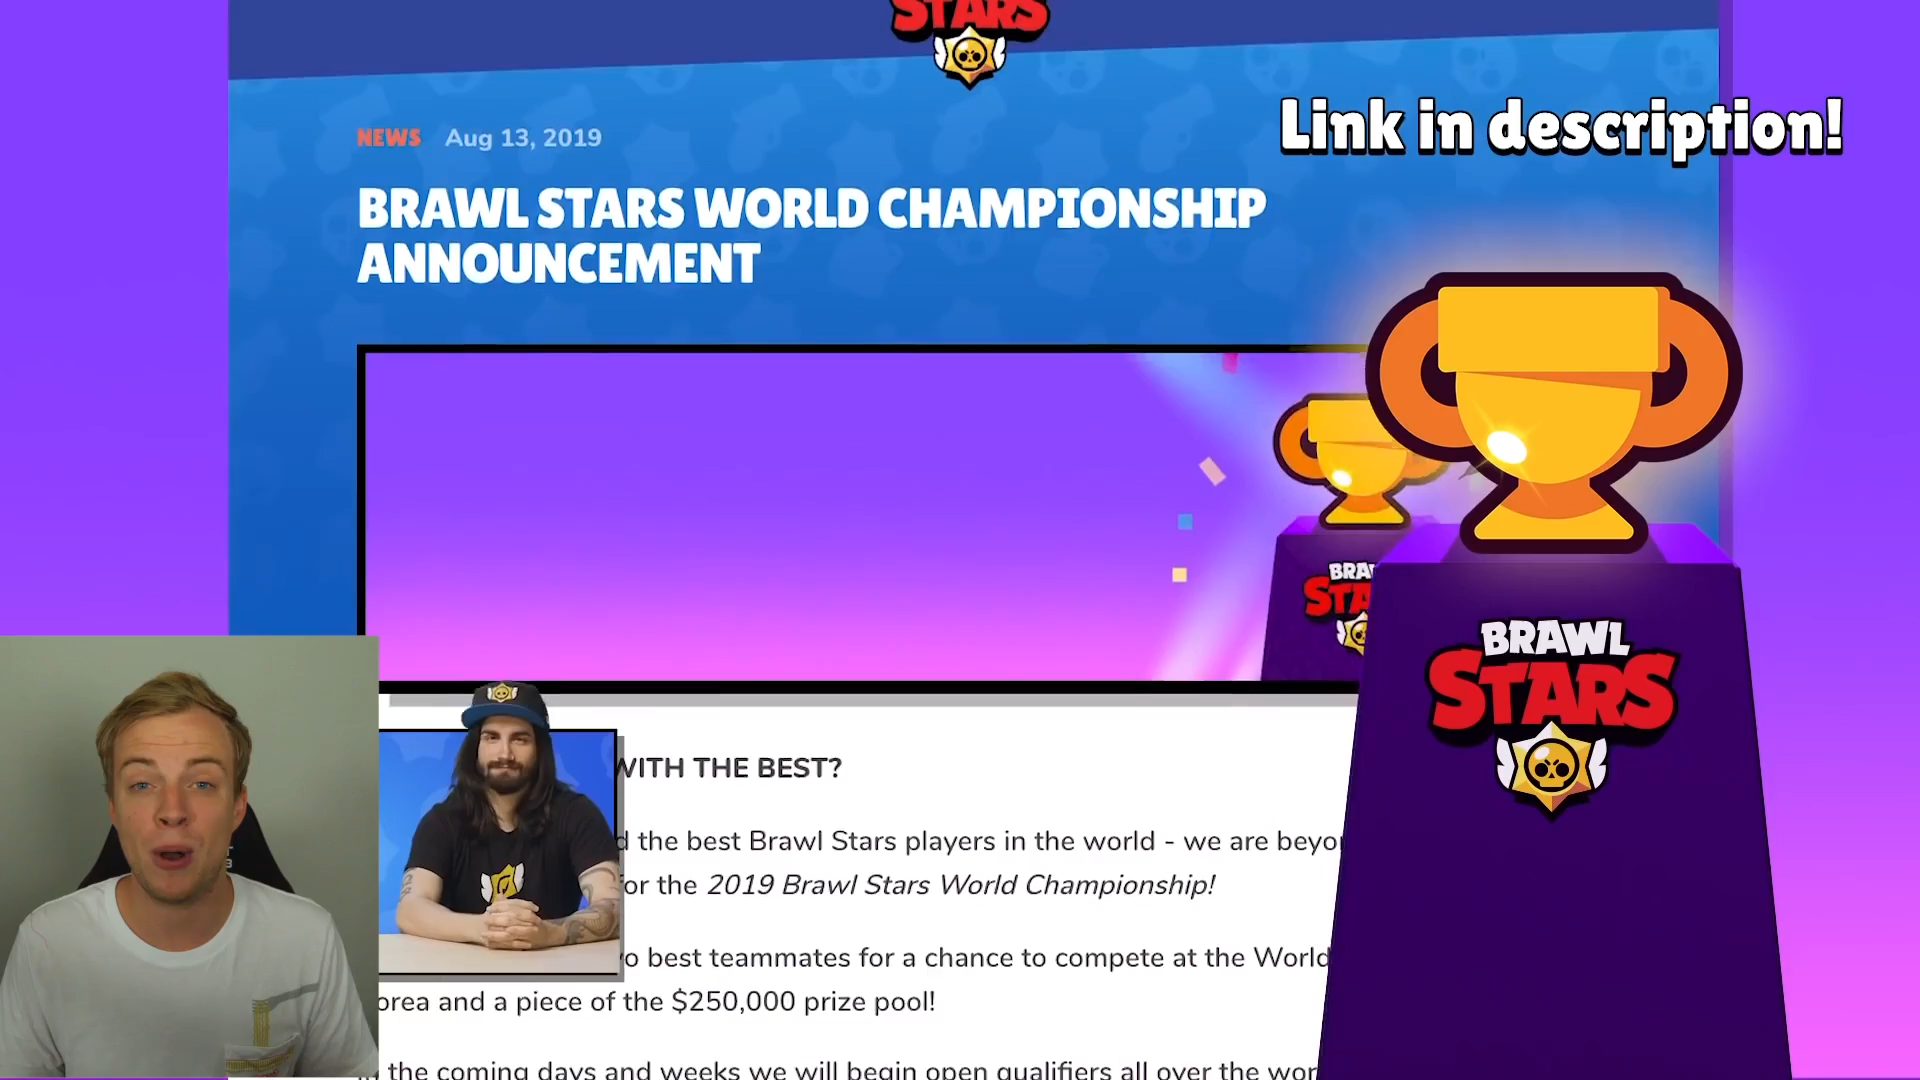 STARS
NEWS Aug 13, 2019
Link in description!
BRAWL STARS WORLD CHAMPIONSHIP
ANNOUNCEMENT
BRAWL
STARS
WITH THE BEST?
the best Brawl Stars players in the world - we are
for the 2019 Brawl Stars World Championship!
best teammates for a chance to compete at the World
and a piece of the $250,000 prize pool!
the coming days and weeks we will begin open qualifiers all over the